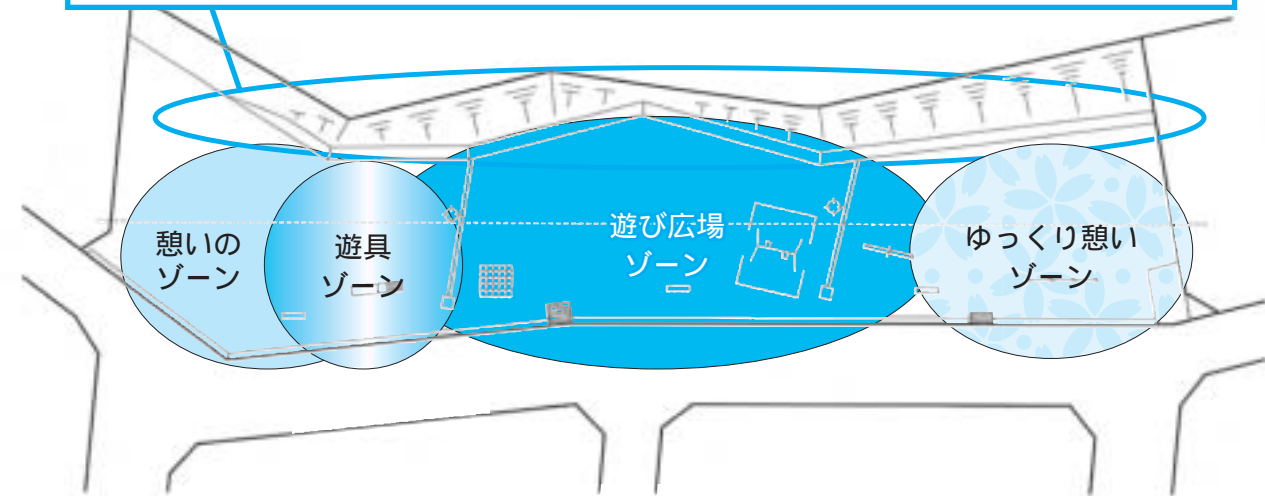 憩いの
ゾーン
遊具
ゾーン
遊び広場
ゾーン
ゆっくり憩い
ゾーン